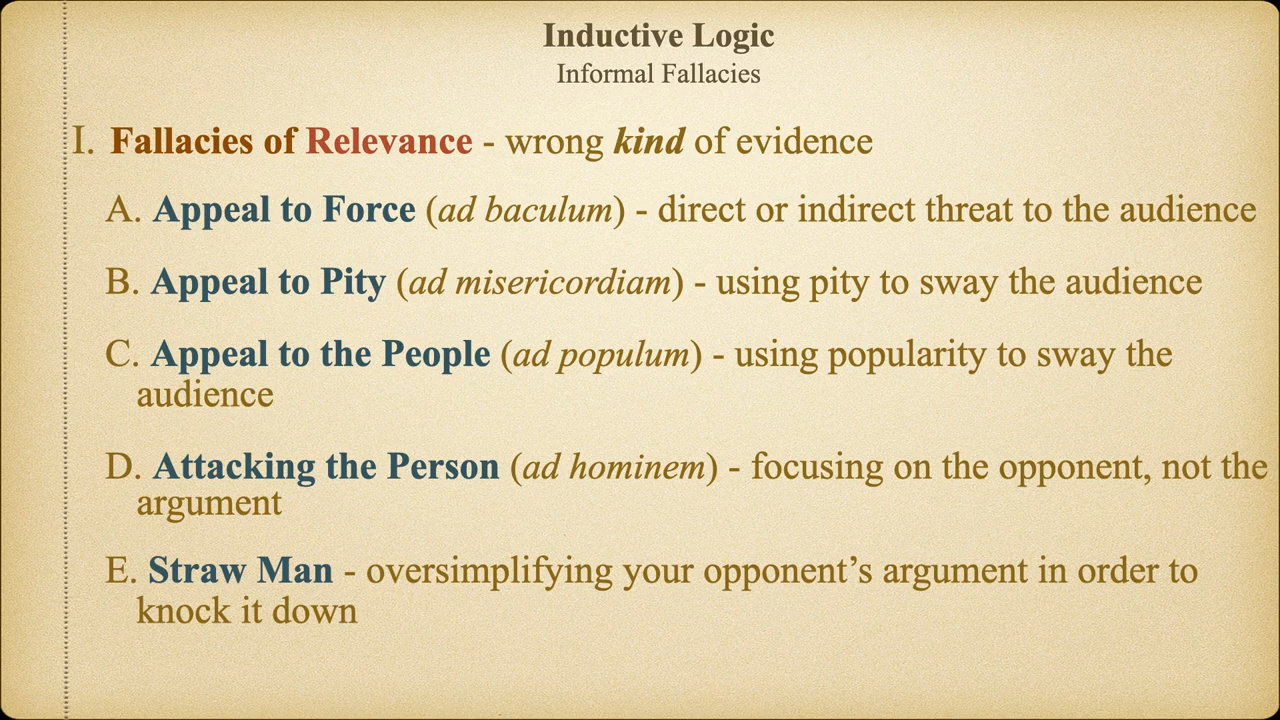 Inductive Logic
Informal Fallacies
I. Fallacies of Relevance - wrong kind of evidence
A. Appeal to Force (ad baculum) - direct or indirect threat to the audience
B. Appeal to Pity (ad misericordiam) - using pity to sway the audience
C. Appeal to the People (ad populum) - using popularity to sway the
audience
D. Attacking the Person (ad hominem) - focusing on the opponent, not the
argument
E. Straw Man - oversimplifying your opponent’s argument in order to
knock it down